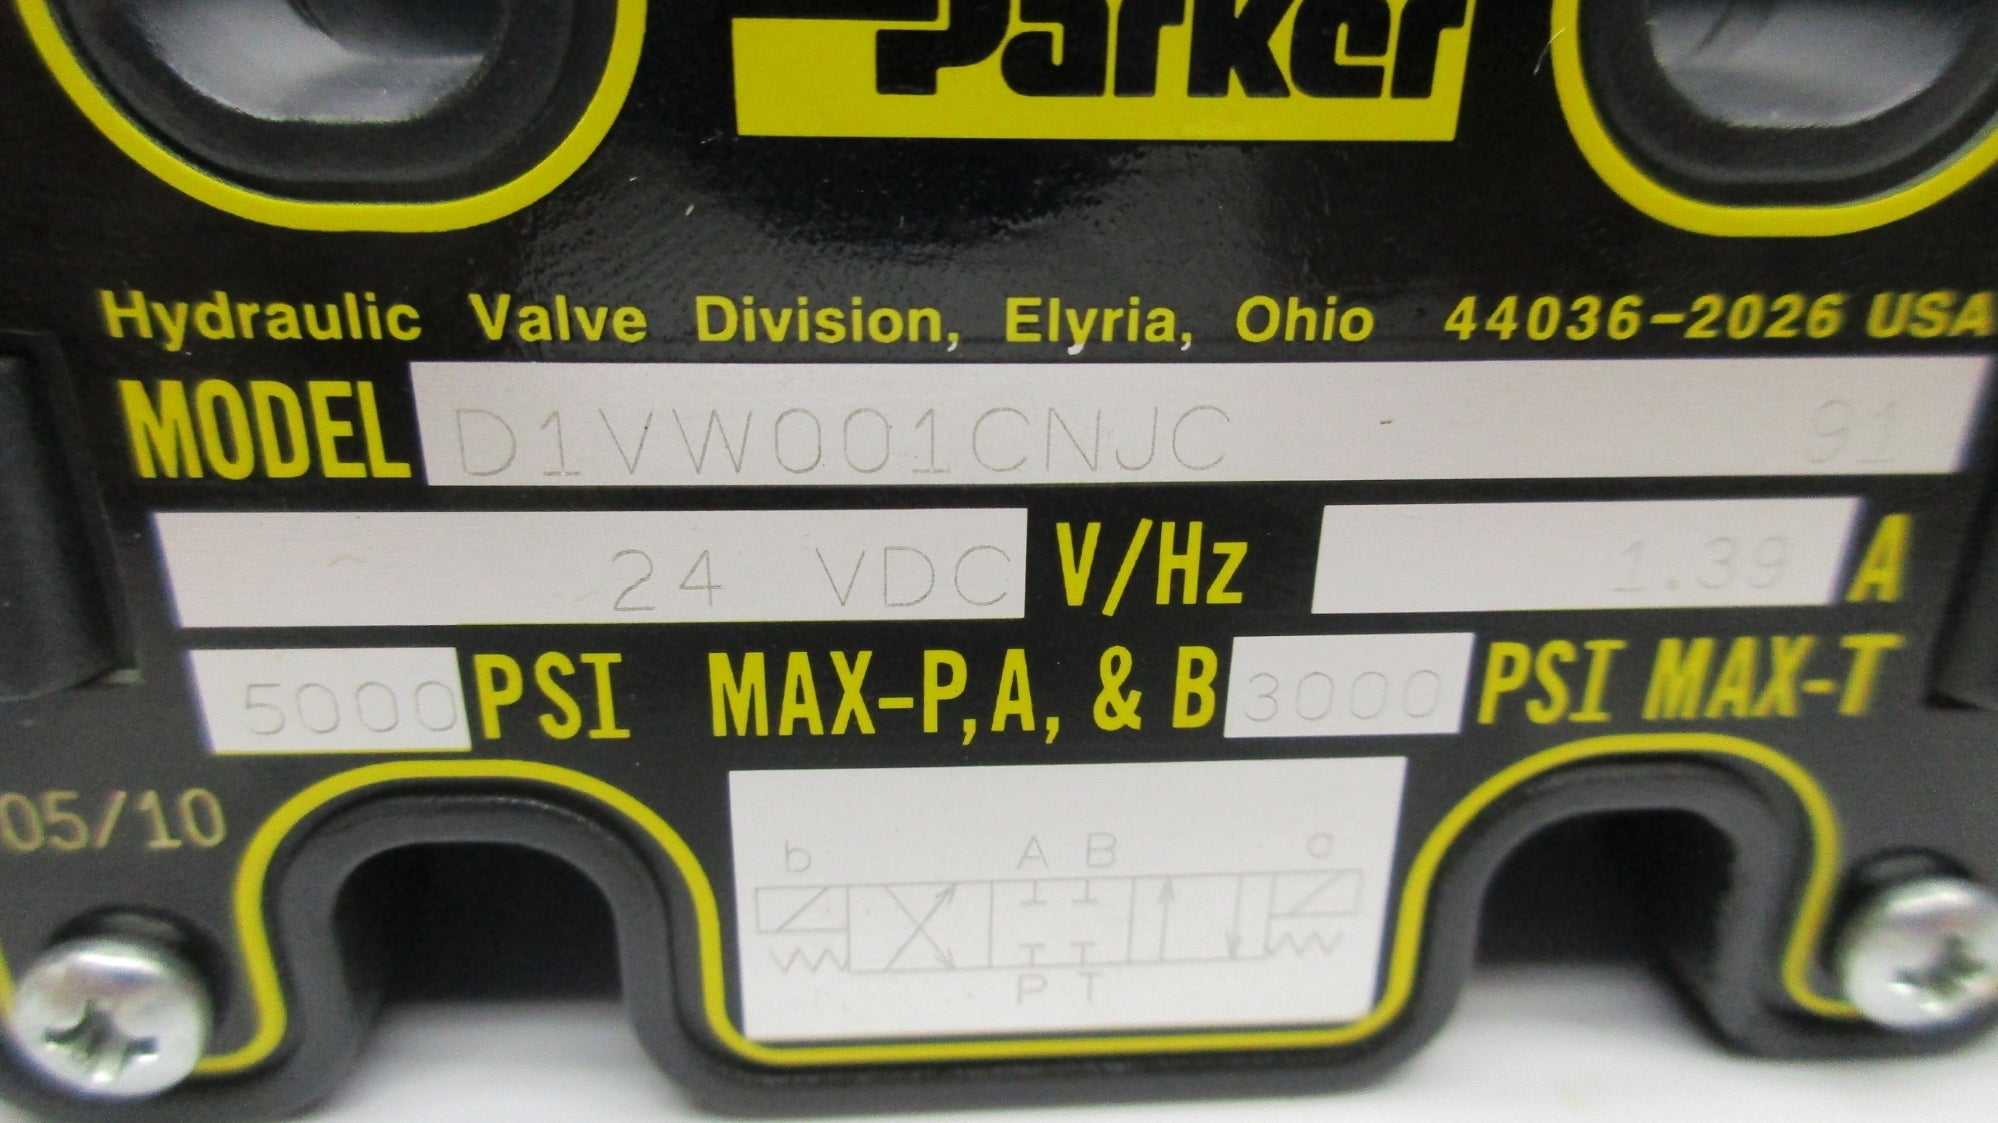 Parker
Hydraulic Valve Division, Elyria, Ohio 44036-2026 USA
MODEL D1VW001CNJC - 91
24 VDC V/Hz 1.39 A
5000 PSI MAX-P,A, & B 3000 PSI MAX-T
05/10
b A B a
P T